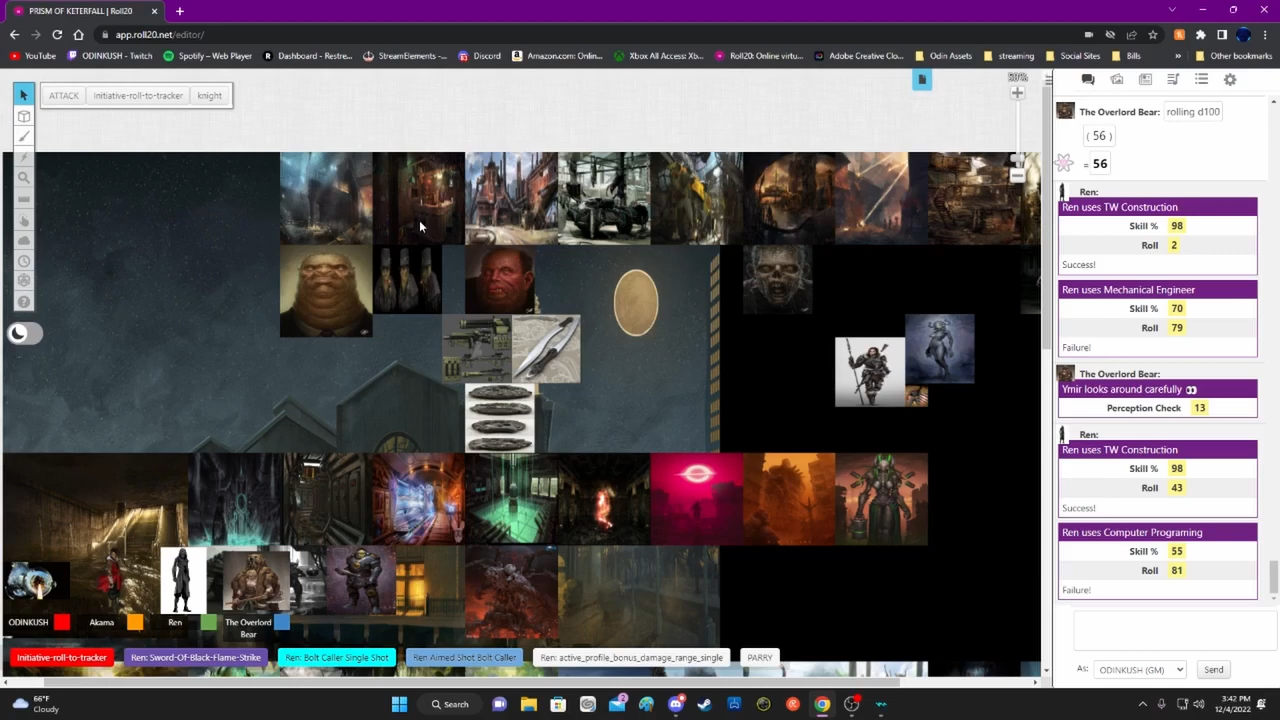 PRISM OF KETERFALL | Roll20
app.roll20.net/editor/
YouTube
ODINKUSH - Twitch
Spotify – Web Player
Dashboard - Restre...
StreamElements -...
Discord
Amazon.com: Onlin...
Xbox All Access: Xb...
Roll20: Online virtu...
Adobe Creative Clo...
Odin Assets
streaming
Social Sites
Bills
»
Other bookmarks
ATTACK
Initiative-roll-to-tracker
knight
The Overlord Bear:
rolling d100
( 56 )
= 56
Ren:
Ren uses TW Construction
Skill % 98
Roll 2
Success!
Ren uses Mechanical Engineer
Skill % 70
Roll 79
Failure!
The Overlord Bear:
Ymir looks around carefully 👀
Perception Check 13
Ren:
Ren uses TW Construction
Skill % 98
Roll 43
Success!
Ren uses Computer Programing
Skill % 55
Roll 81
Failure!
ODINKUSH
Akama
Ren
The Overlord
Bear
Initiative-roll-to-tracker
Ren: Sword-Of-Black-Flame-Strike
Ren: Bolt Caller Single Shot
Ren Aimed Shot Bolt Caller
Ren: active_profile_bonus_damage_range_single
PARRY
As:
ODINKUSH (GM)
Send
66°F
Cloudy
Search
2
3:42 PM
12/4/2022